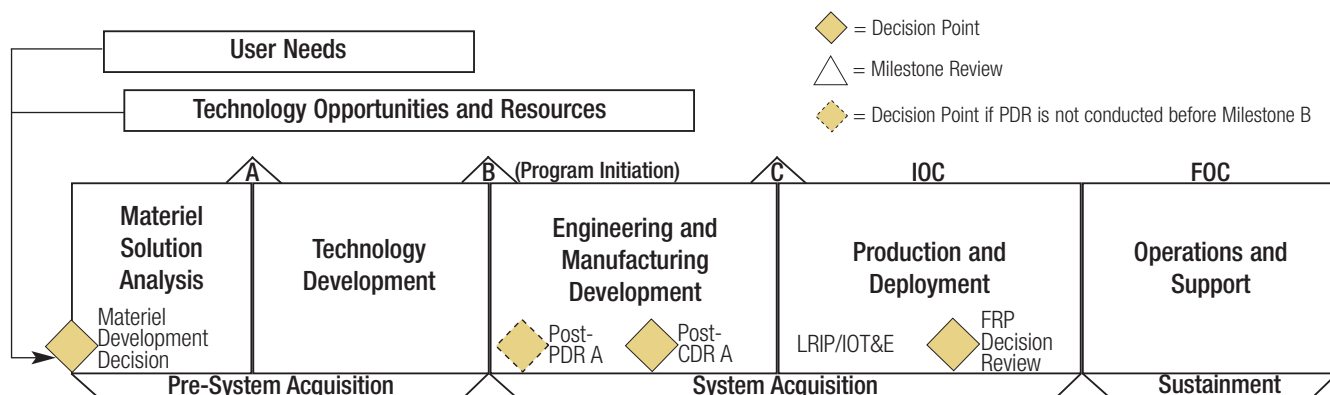 User Needs
Technology Opportunities and Resources
= Decision Point
= Milestone Review
= Decision Point if PDR is not conducted before Milestone B
A
B
(Program Initiation)
C
IOC
FOC
Materiel
Solution
Analysis
Materiel
Development
Decision
Technology
Development
Engineering and
Manufacturing
Development
Post-
PDR A
Post-
CDR A
Production and
Deployment
LRIP/IOT&E
FRP
Decision
Review
Operations and
Support
Pre-System Acquisition
System Acquisition
Sustainment